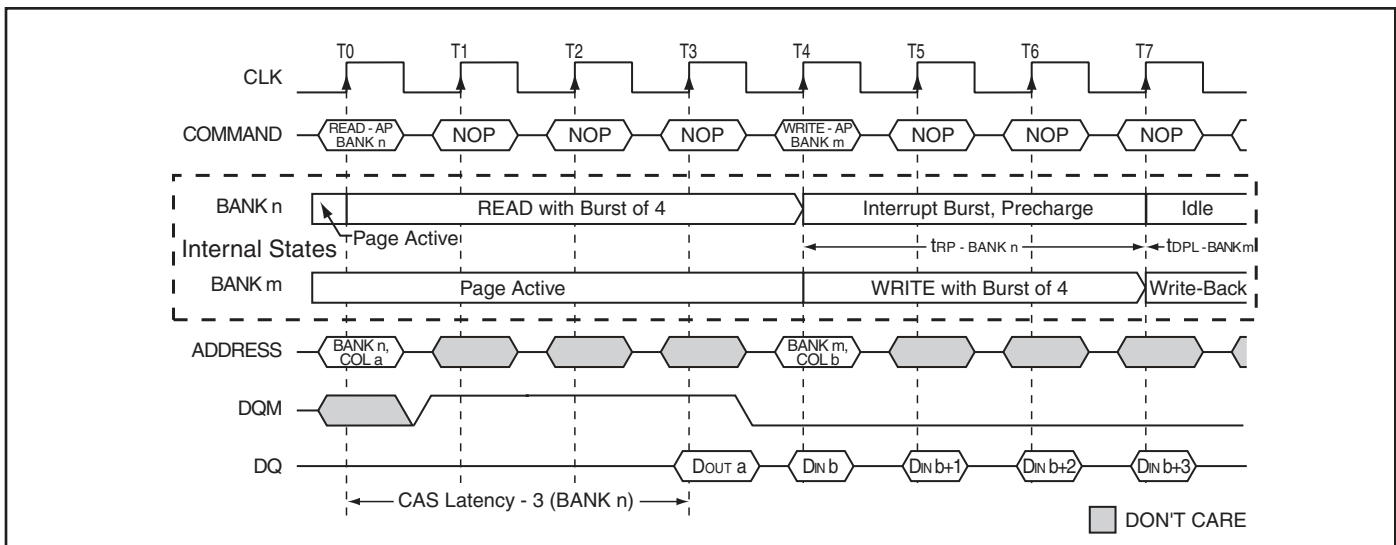 T0 T1 T2 T3 T4 T5 T6 T7
CLK
COMMAND READ - AP BANK n NOP NOP NOP WRITE - AP BANK m NOP NOP NOP
BANK n READ with Burst of 4 Interrupt Burst, Precharge Idle
Page Active
Internal States
tRP - BANK n tDPL - BANK m
BANK m Page Active WRITE with Burst of 4 Write-Back
ADDRESS BANK n, COL a BANK m, COL b
DQM
DQ DOUT a DIN b DIN b+1 DIN b+2 DIN b+3
CAS Latency - 3 (BANK n)
DON'T CARE